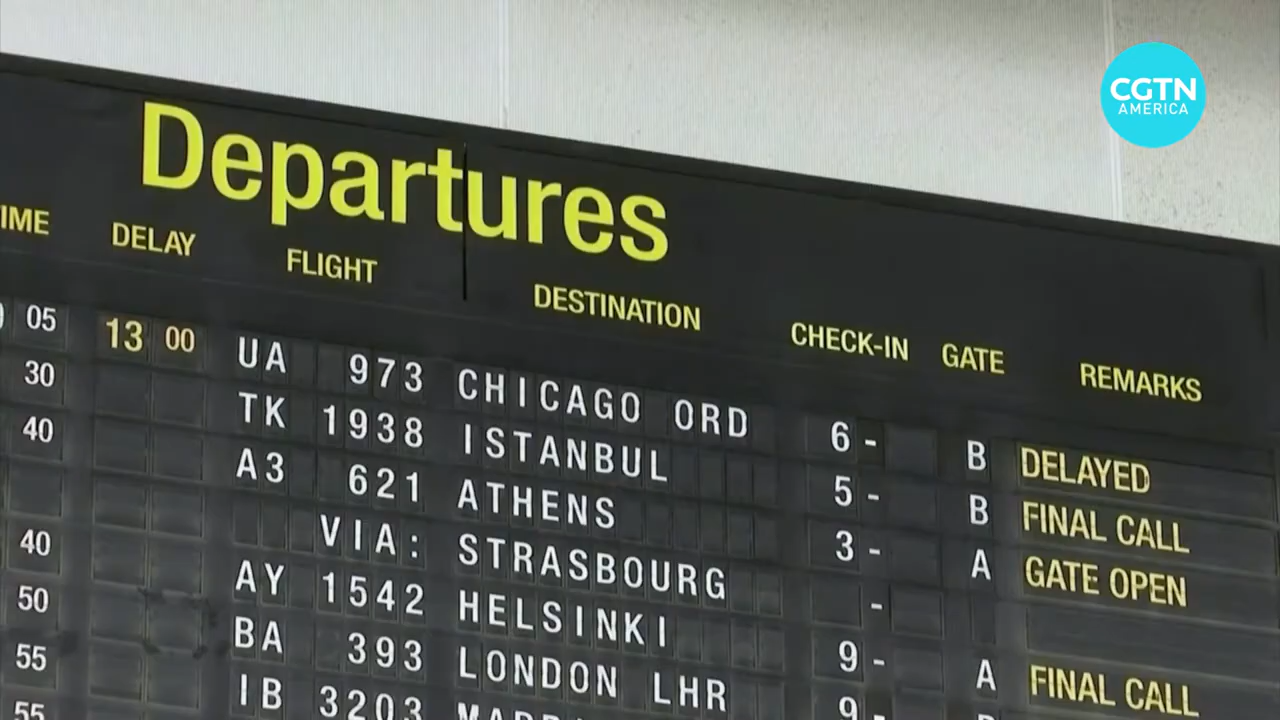 CGTN
AMERICA
Departures
IME DELAY FLIGHT DESTINATION CHECK-IN GATE REMARKS
05 13 00 UA 973 CHICAGO ORD 6- B DELAYED
30 TK 1938 ISTANBUL 5- B FINAL CALL
40 A3 621 ATHENS 3- A GATE OPEN
VIA: STRASBOURG -
40 AY 1542 HELSINKI 9- A FINAL CALL
50 BA 393 LONDON LHR 9-
55 IB 3203
55